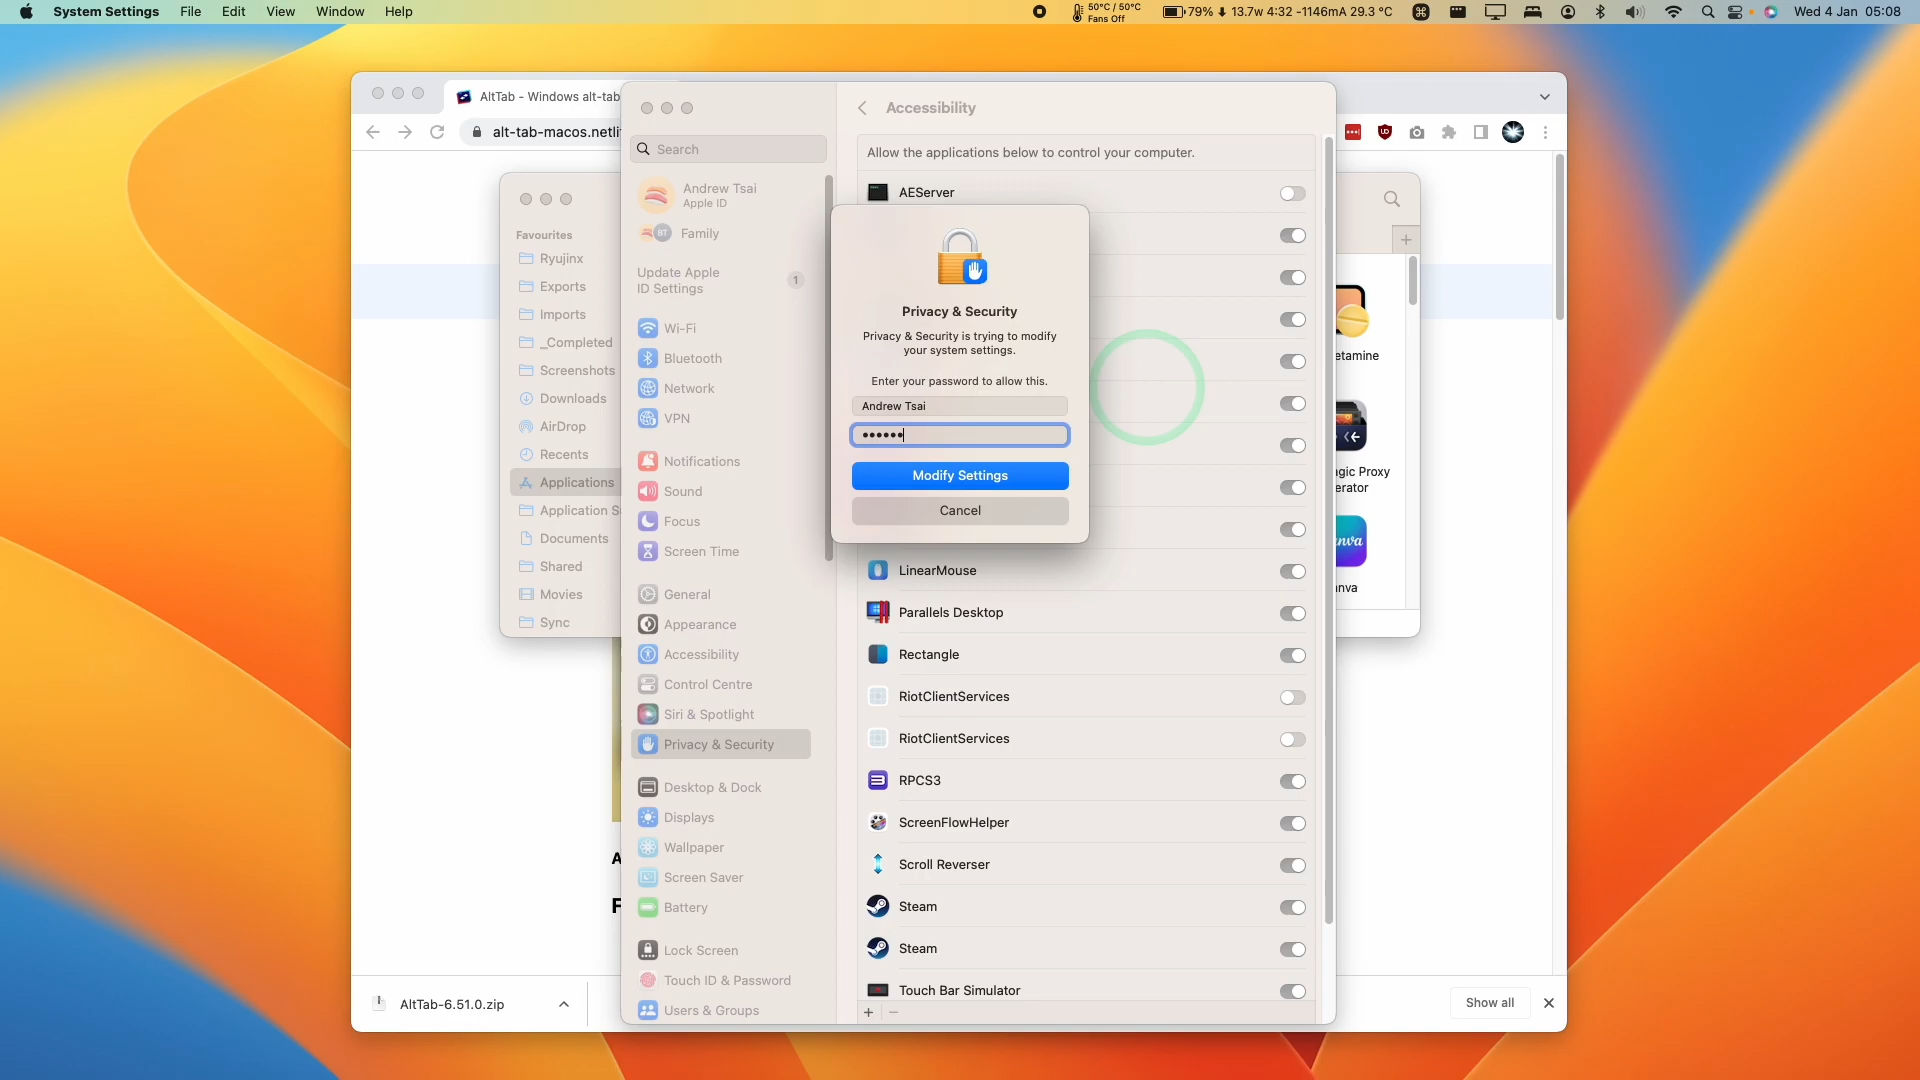 System Settings File Edit View Window Help
50°C / 50°C
Fans Off
79% 13.7w 4:32 -1146mA 29.3 °C
Wed 4 Jan 05:08
AltTab - Windows alt-tab
alt-tab-macos.netli
Favourites
Ryujinx
Exports
Imports
_Completed
Screenshots
Downloads
AirDrop
Recents
Applications
Application S
Documents
Shared
Movies
Sync
Search
Andrew Tsai
Apple ID
BT
Family
Update Apple
ID Settings
1
Wi-Fi
Bluetooth
Network
VPN
Notifications
Sound
Focus
Screen Time
General
Appearance
Accessibility
Control Centre
Siri & Spotlight
Privacy & Security
Desktop & Dock
Displays
Wallpaper
Screen Saver
Battery
Lock Screen
Touch ID & Password
Users & Groups
Accessibility
Allow the applications below to control your computer.
AEServer
Privacy & Security
Privacy & Security is trying to modify
your system settings.
Enter your password to allow this.
Andrew Tsai
••••••
Modify Settings
Cancel
LinearMouse
Parallels Desktop
Rectangle
RiotClientServices
RiotClientServices
RPCS3
ScreenFlowHelper
Scroll Reverser
Steam
Steam
Touch Bar Simulator
etamine
agic Proxy
erator
anva
nva
A
F
AltTab-6.51.0.zip
Show all